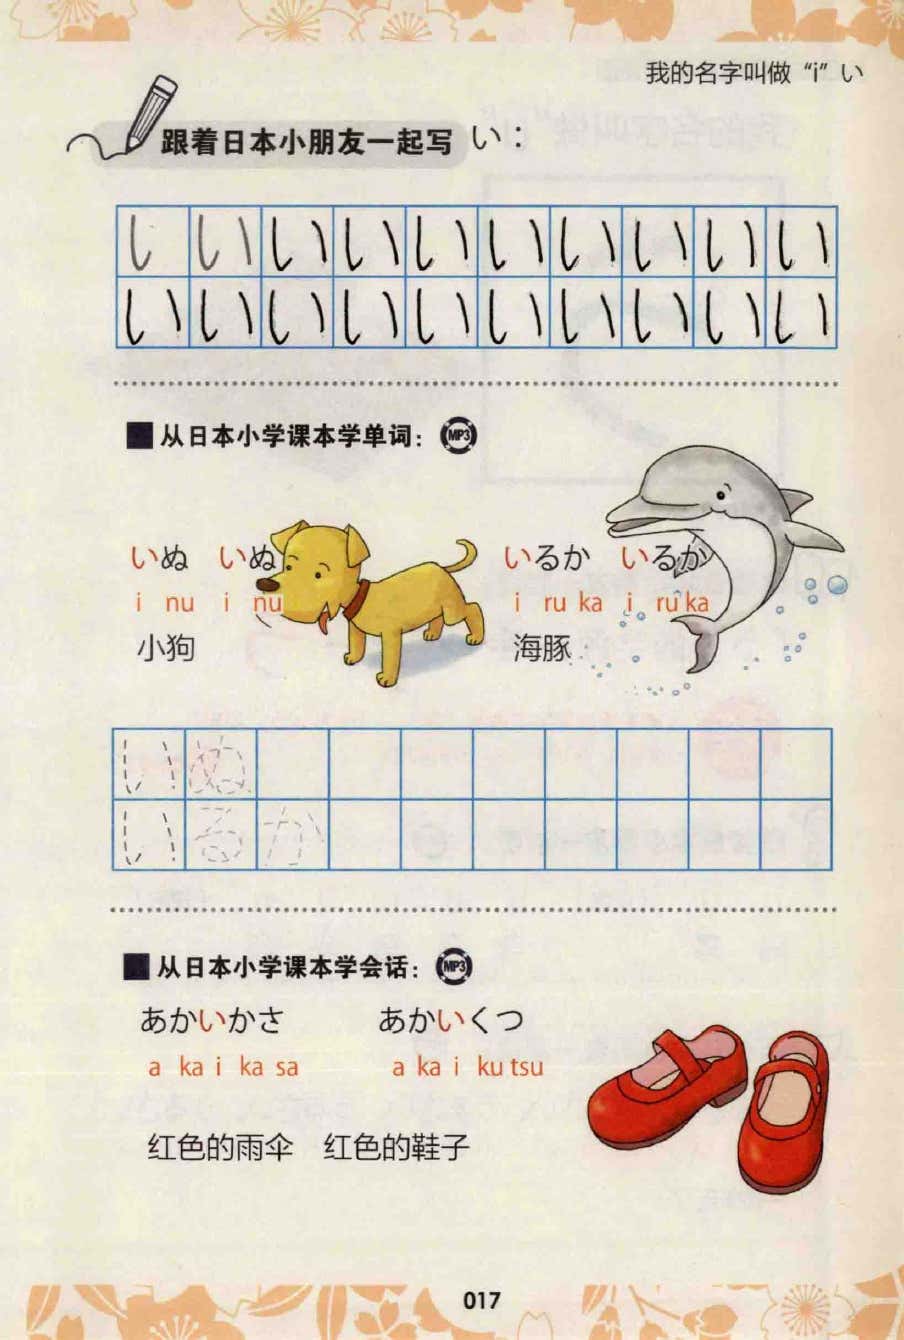 我的名字叫做“i”い
跟着日本小朋友一起写 い：
い い い い い い い い い い
い い い い い い い い い い
从日本小学课本学单词： MP3
いぬ いぬ いるか いるか
i nu i nu i ru ka i ru ka
小狗 海豚
い ぬ
い る か
从日本小学课本学会话： MP3
あかいかさ あかいくつ
a ka i ka sa a ka i ku tsu
红色的雨伞 红色的鞋子
017